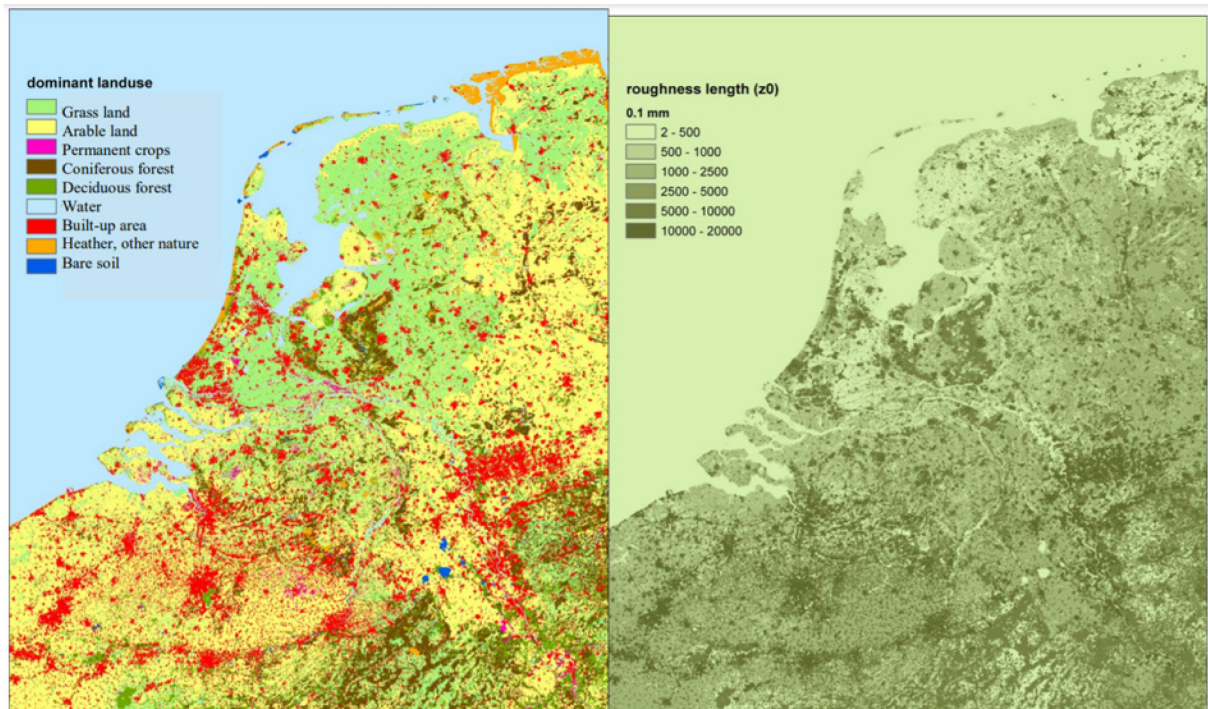 dominant landuse
Grass land
Arable land
Permanent crops
Coniferous forest
Deciduous forest
Water
Built-up area
Heather, other nature
Bare soil
roughness length (z0)
0.1 mm
2 - 500
500 - 1000
1000 - 2500
2500 - 5000
5000 - 10000
10000 - 20000